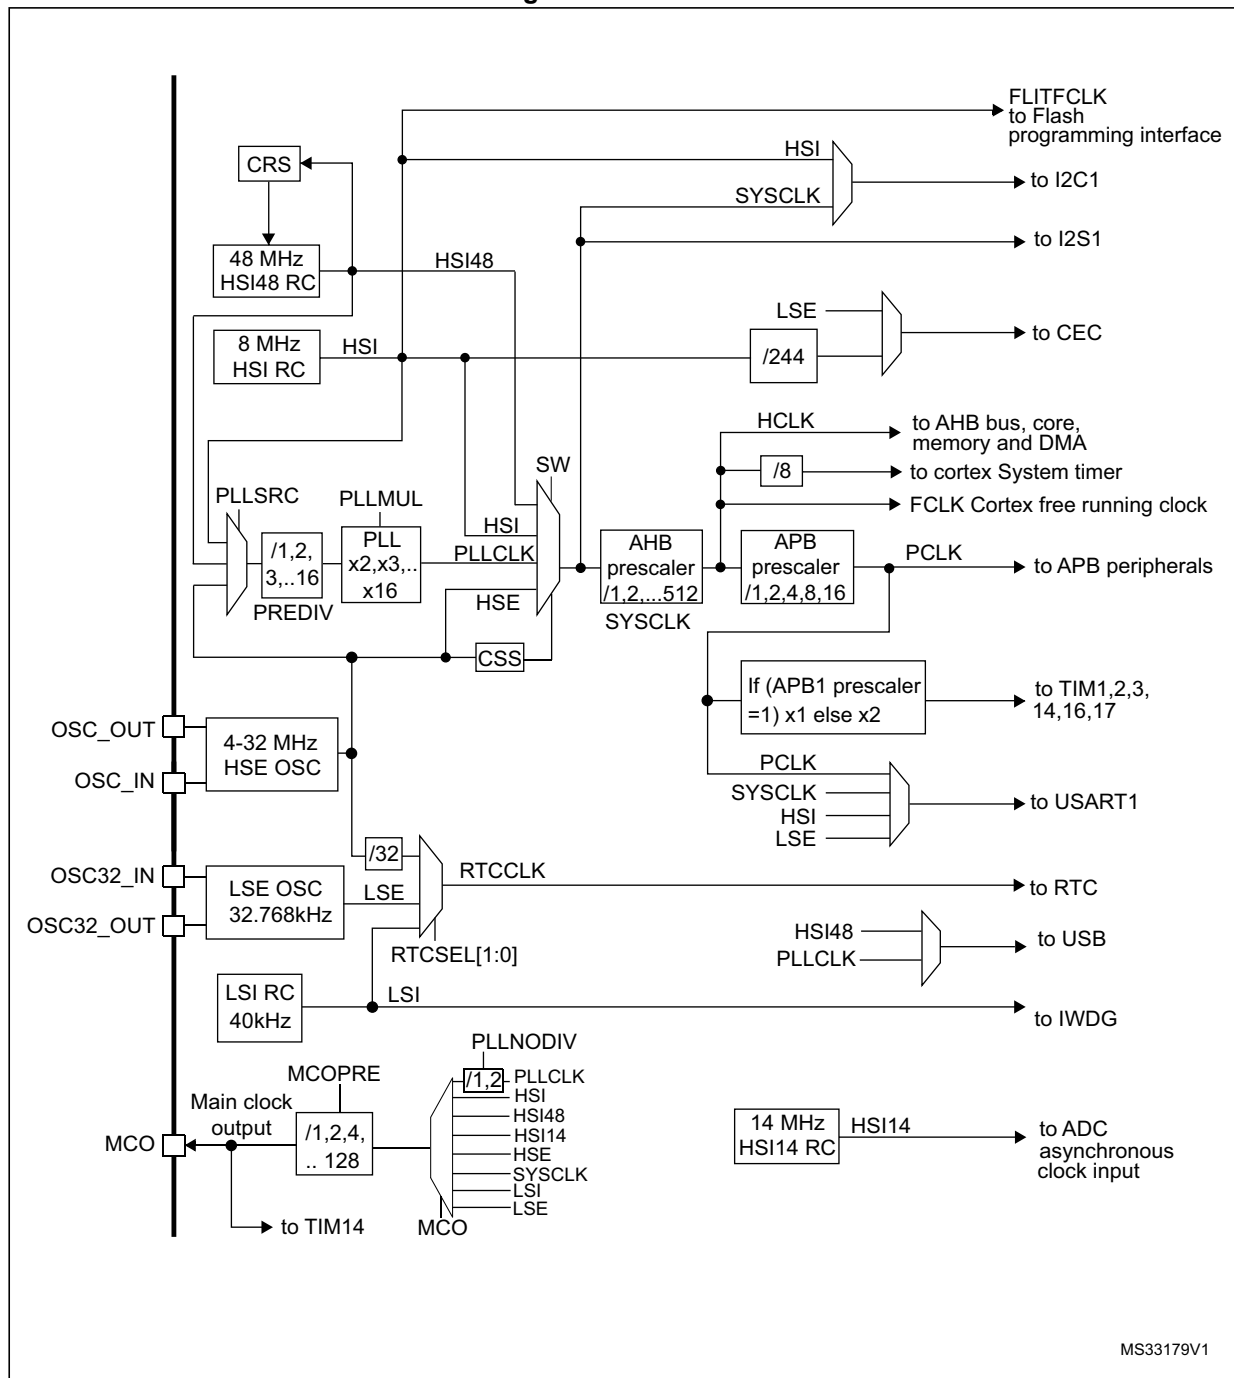 FLITFCLK
to Flash
programming interface
HSI
to I2C1
SYSCLK
CRS
to I2S1
48 MHz
HSI48 RC
HSI48
LSE
to CEC
8 MHz
HSI RC
HSI
/244
HCLK
to AHB bus, core,
memory and DMA
SW
/8
to cortex System timer
PLLSRC
PLLMUL
FCLK Cortex free running clock
/1,2,
3,..16
PREDIV
PLL
x2,x3,..
x16
HSI
PLLCLK
HSE
AHB
prescaler
/1,2,...512
SYSCLK
APB
prescaler
/1,2,4,8,16
PCLK
to APB peripherals
CSS
If (APB1 prescaler
=1) x1 else x2
to TIM1,2,3,
14,16,17
OSC_OUT
OSC_IN
4-32 MHz
HSE OSC
PCLK
SYSCLK
HSI
LSE
to USART1
/32
OSC32_IN
OSC32_OUT
LSE OSC
32.768kHz
LSE
RTCCLK
to RTC
RTCSEL[1:0]
HSI48
PLLCLK
to USB
LSI RC
40kHz
LSI
to IWDG
PLLNODIV
MCOPRE
/1,2
PLLCLK
HSI
HSI48
HSI14
HSE
SYSCLK
LSI
LSE
MCO
Main clock
output
MCO
/1,2,4,
.. 128
to TIM14
14 MHz
HSI14 RC
HSI14
to ADC
asynchronous
clock input
MS33179V1